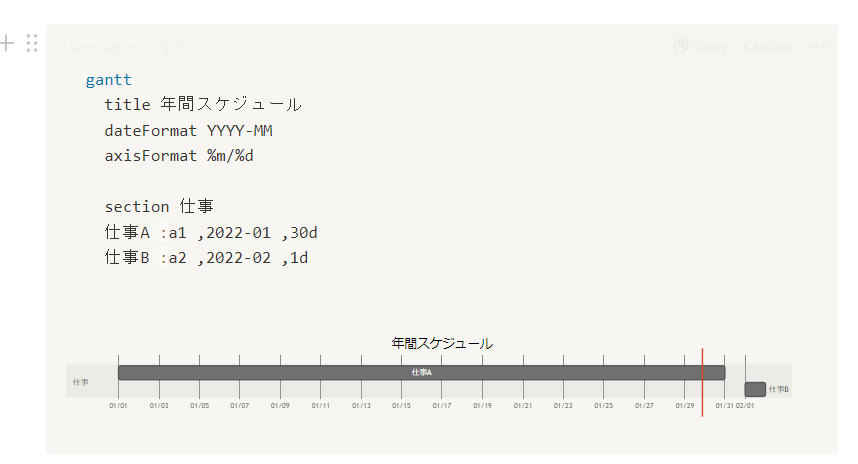 Mermaid Split Copy Caption
gantt
title 年間スケジュール
dateFormat YYYY-MM
axisFormat %m/%d
section 仕事
仕事A :a1 ,2022-01 ,30d
仕事B :a2 ,2022-02 ,1d
年間スケジュール
仕事 仕事A
仕事B
01/01 01/03 01/05 01/07 01/09 01/11 01/13 01/15 01/17 01/19 01/21 01/23 01/25 01/27 01/29 01/31 02/01